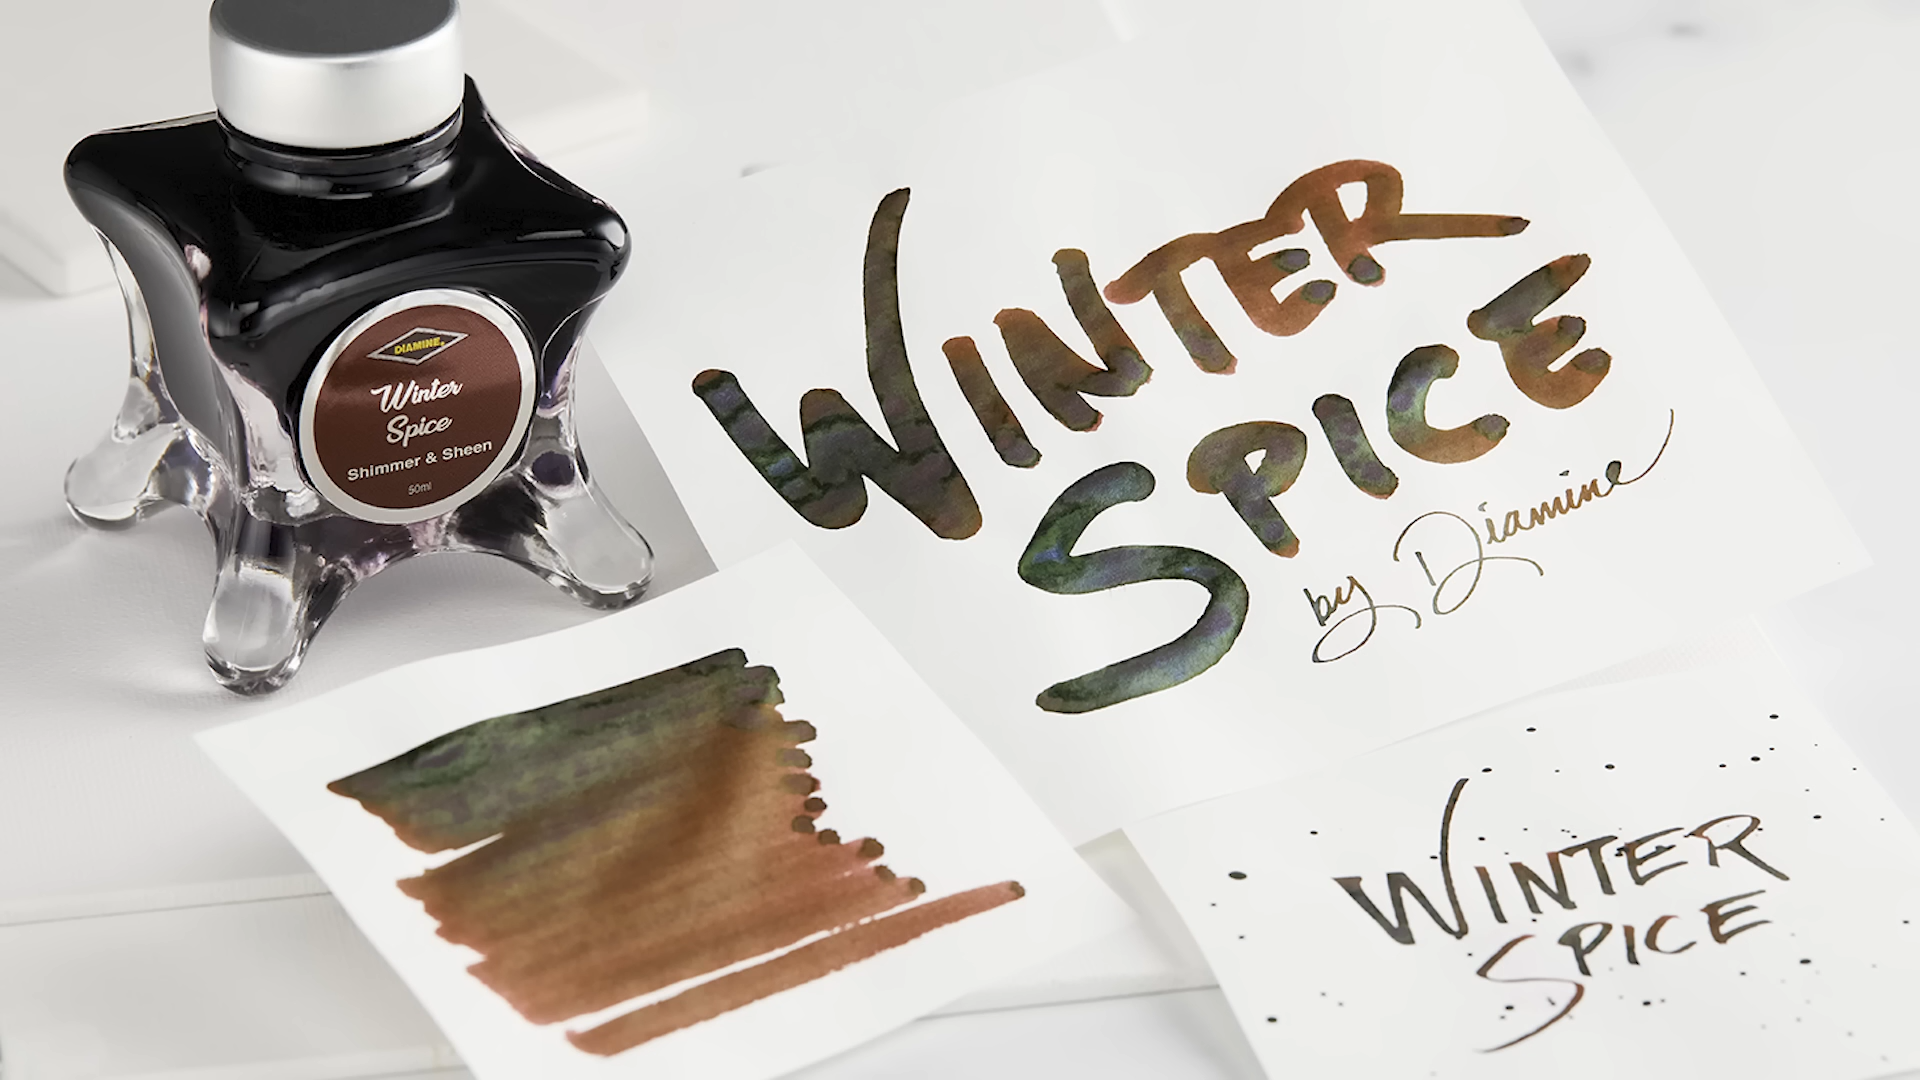 DIAMINE
Winter
Spice
Shimmer & Sheen
50ml
WINTER
SPICE
by Diamine
WINTER
SPICE